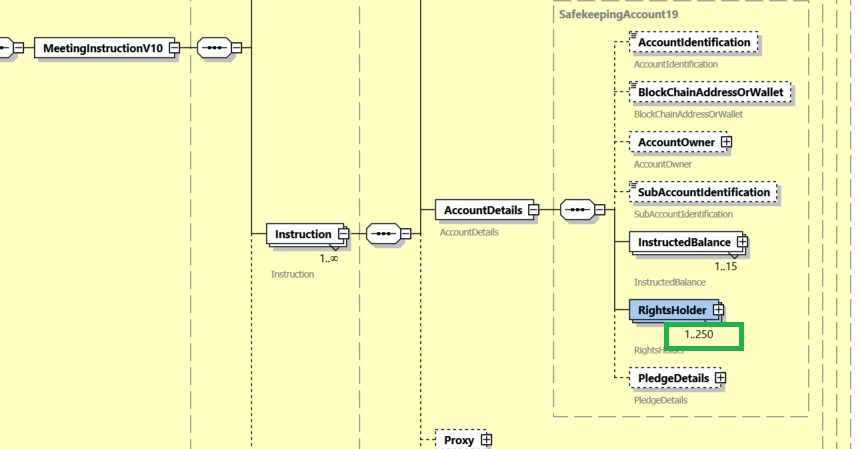 SafekeepingAccount19
MeetingInstructionV10
AccountIdentification
AccountIdentification
BlockChainAddressOrWallet
BlockChainAddressOrWallet
AccountOwner
AccountOwner
AccountDetails
AccountDetails
SubAccountIdentification
SubAccountIdentification
Instruction
1..∞
Instruction
InstructedBalance
1..15
InstructedBalance
RightsHolder
1..250
RightsHolder
PledgeDetails
PledgeDetails
Proxy